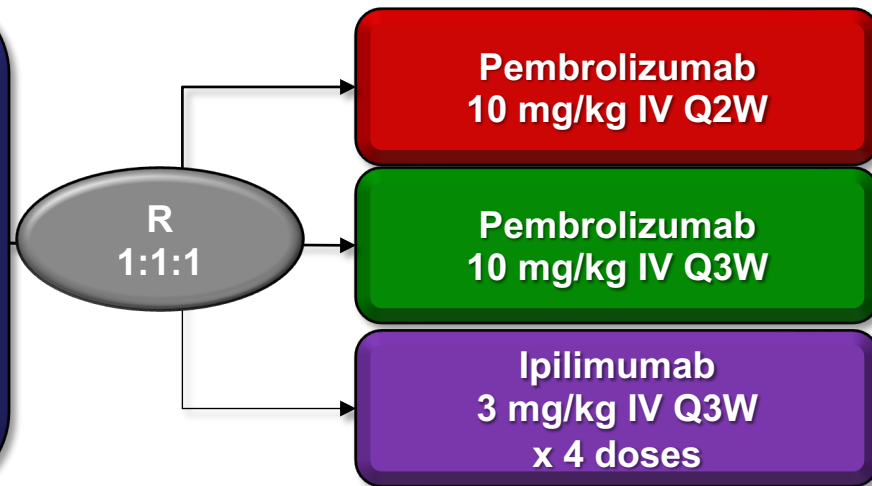 R
1:1:1
Pembrolizumab
10 mg/kg IV Q2W
Pembrolizumab
10 mg/kg IV Q3W
Ipilimumab
3 mg/kg IV Q3W
x 4 doses